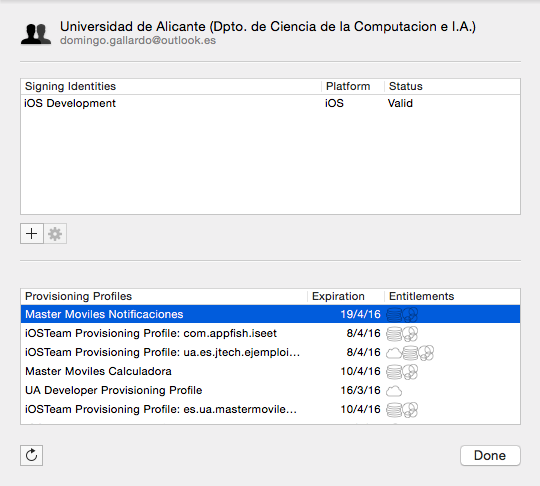 Universidad de Alicante (Dpto. de Ciencia de la Computacion e I.A.)
domingo.gallardo@outlook.es
Signing Identities Platform Status
iOS Development iOS Valid
Provisioning Profiles Expiration Entitlements
Master Moviles Notificaciones 19/4/16
iOSTeam Provisioning Profile: com.appfish.iseet 8/4/16
iOSTeam Provisioning Profile: ua.es.jtech.ejemploi... 8/4/16
Master Moviles Calculadora 10/4/16
UA Developer Provisioning Profile 16/3/16
iOSTeam Provisioning Profile: es.ua.mastermovile... 10/4/16
Done